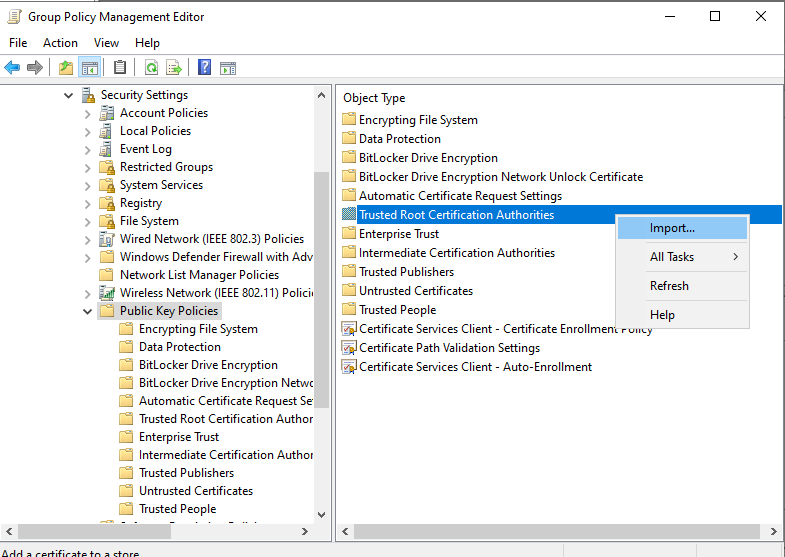 Group Policy Management Editor
File Action View Help
Security Settings
Account Policies
Local Policies
Event Log
Restricted Groups
System Services
Registry
File System
Wired Network (IEEE 802.3) Policies
Windows Defender Firewall with Adv
Network List Manager Policies
Wireless Network (IEEE 802.11) Policie
Public Key Policies
Encrypting File System
Data Protection
BitLocker Drive Encryption
BitLocker Drive Encryption Netwo
Automatic Certificate Request Set
Trusted Root Certification Author
Enterprise Trust
Intermediate Certification Author
Trusted Publishers
Untrusted Certificates
Trusted People
Object Type
Encrypting File System
Data Protection
BitLocker Drive Encryption
BitLocker Drive Encryption Network Unlock Certificate
Automatic Certificate Request Settings
Trusted Root Certification Authorities
Enterprise Trust
Intermediate Certification Authorities
Trusted Publishers
Untrusted Certificates
Trusted People
Certificate Services Client - Certificate Enrollment Policy
Certificate Path Validation Settings
Certificate Services Client - Auto-Enrollment
Import...
All Tasks
Refresh
Help
Add a certificate to a store